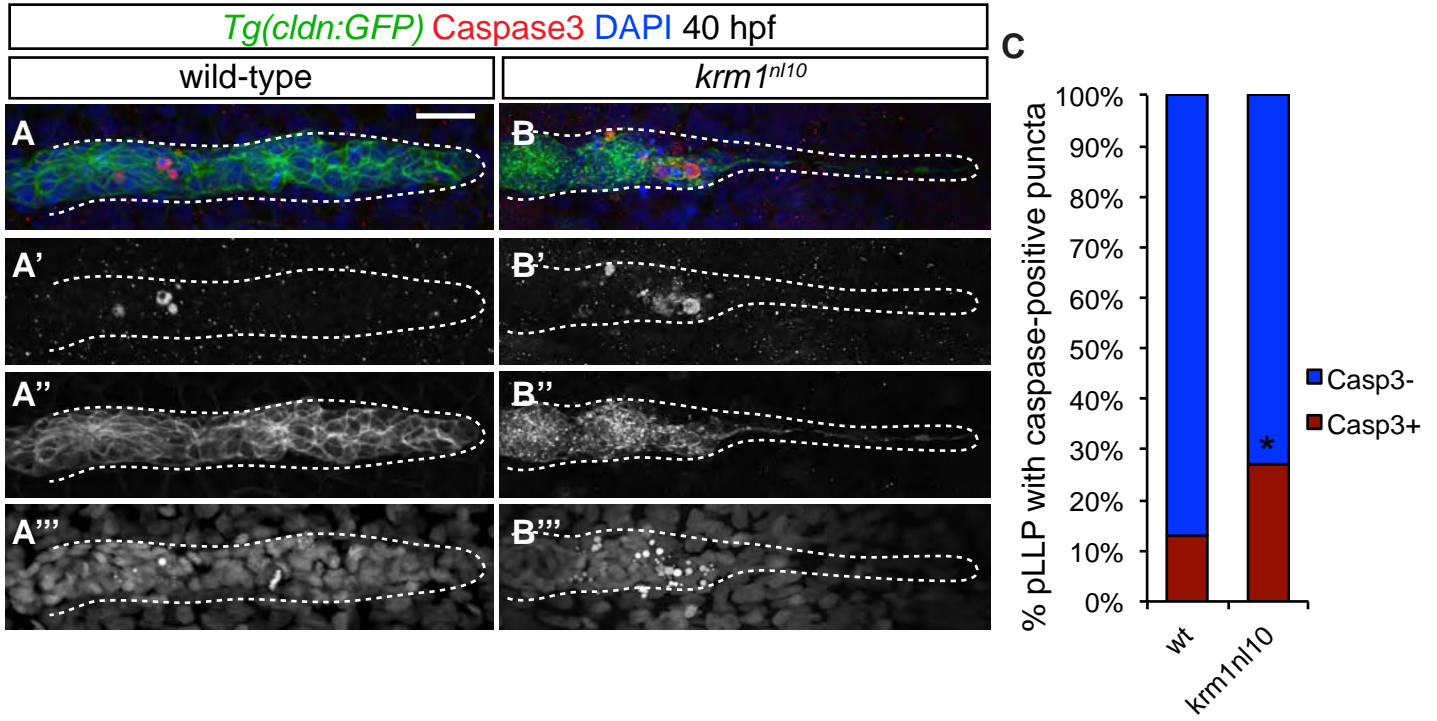 Tg(cldn:GFP) Caspase3 DAPI 40 hpf
wild-type
krm1nl10
A
B
A'
B'
A''
B''
A'''
B'''
C
% pLLP with caspase-positive puncta
100%
90%
80%
70%
60%
50%
40%
30%
20%
10%
0%
*
wt
krm1nl10
Casp3-
Casp3+